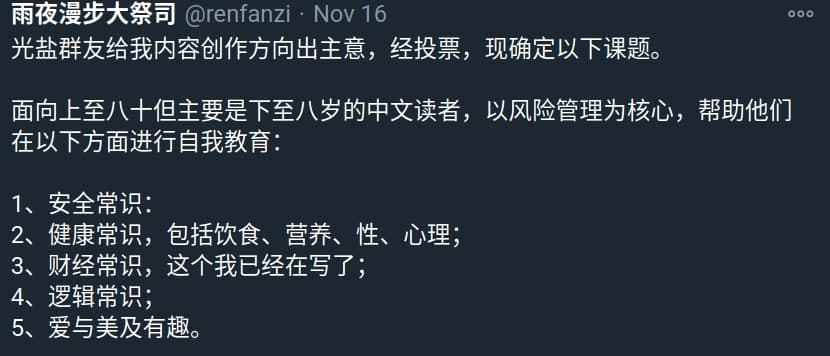 雨夜漫步大祭司 @renfanzi · Nov 16
光盐群友给我内容创作方向出主意，经投票，现确定以下课题。
面向上至八十但主要是下至八岁的中文读者，以风险管理为核心，帮助他们
在以下方面进行自我教育：
1、安全常识：
2、健康常识，包括饮食、营养、性、心理；
3、财经常识，这个我已经在写了；
4、逻辑常识；
5、爱与美及有趣。